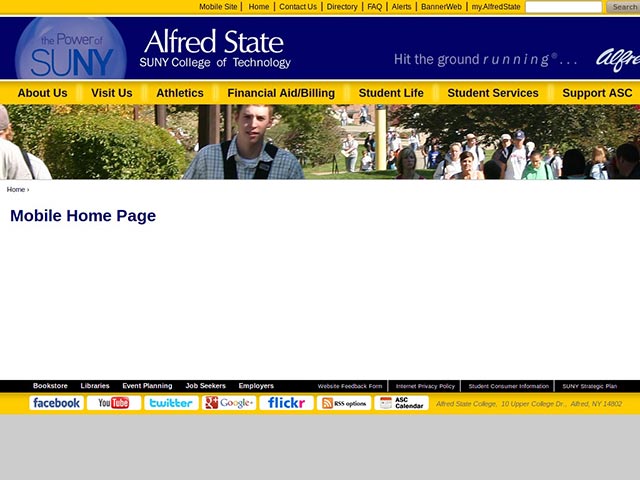 Mobile Site | Home | Contact Us | Directory | FAQ | Alerts | BannerWeb | my.AlfredState Search
the Power of
SUNY
Alfred State
SUNY College of Technology
Hit the ground running® . . .
About Us Visit Us Athletics Financial Aid/Billing Student Life Student Services Support ASC
Home ›
Mobile Home Page
Bookstore Libraries Event Planning Job Seekers Employers Website Feedback Form | Internet Privacy Policy | Student Consumer Information | SUNY Strategic Plan
facebook YouTube twitter Google+ flickr RSS options ASC Calendar Alfred State College, 10 Upper College Dr., Alfred, NY 14802